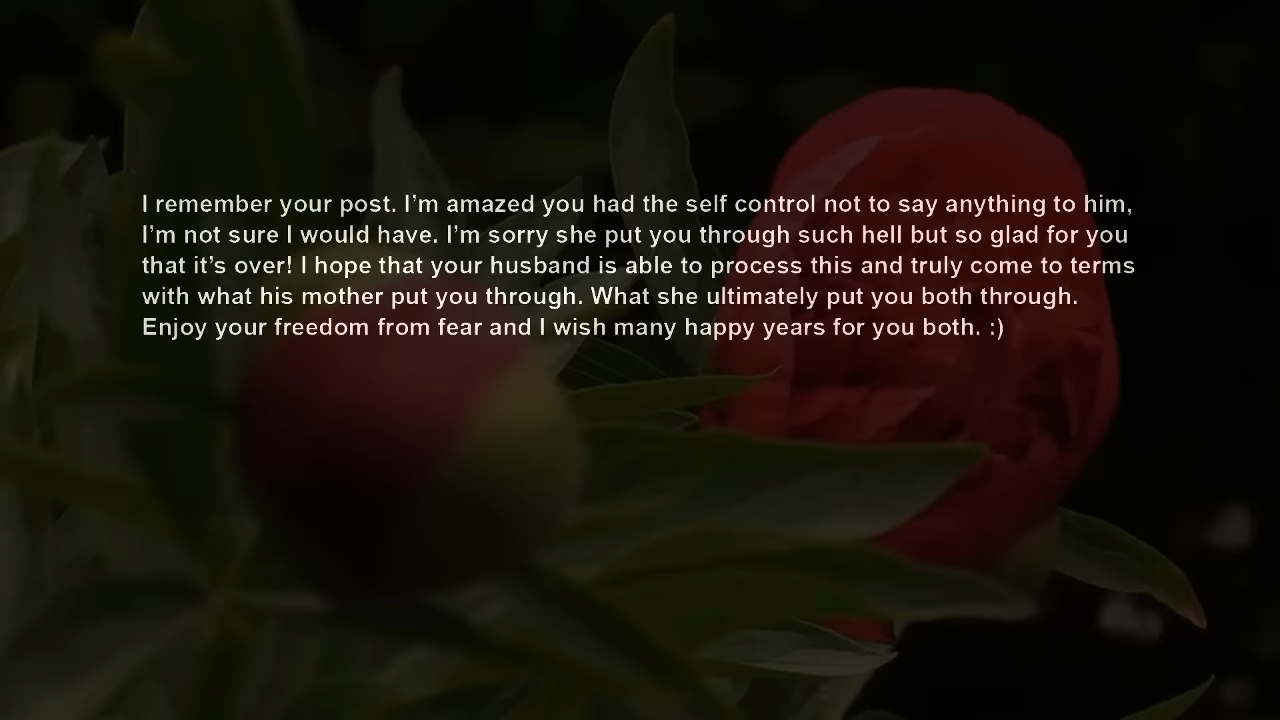 I remember your post. I’m amazed you had the self control not to say anything to him,
I’m not sure I would have. I’m sorry she put you through such hell but so glad for you
that it’s over! I hope that your husband is able to process this and truly come to terms
with what his mother put you through. What she ultimately put you both through.
Enjoy your freedom from fear and I wish many happy years for you both. :)